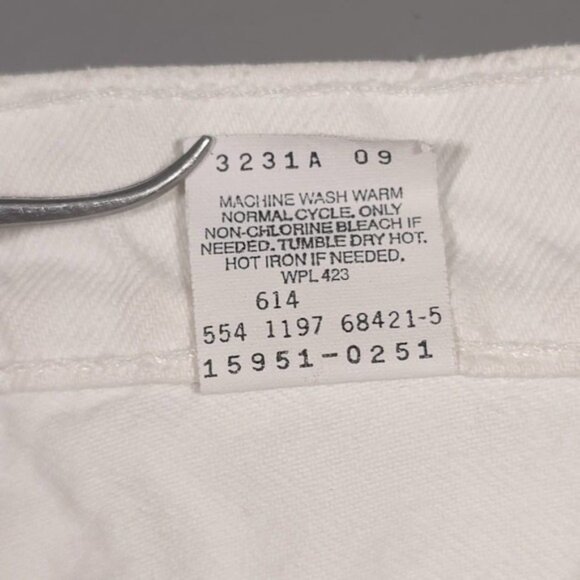 3231A 09
MACHINE WASH WARM
NORMAL CYCLE. ONLY
NON-CHLORINE BLEACH IF
NEEDED. TUMBLE DRY HOT.
HOT IRON IF NEEDED.
WPL 423
614
554 1197 68421-5
15951-0251